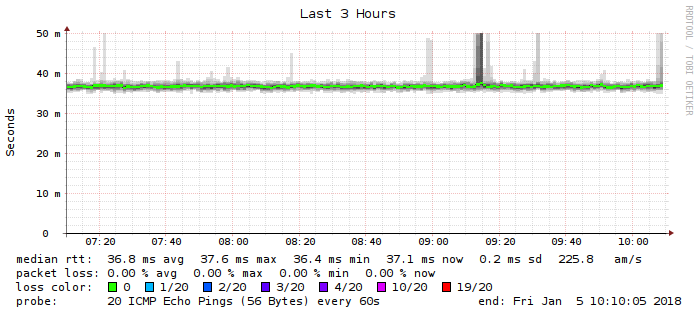 Last 3 Hours
RRDTOOL / TOBI OETIKER
Seconds
50 m
40 m
30 m
20 m
10 m
0
07:20 07:40 08:00 08:20 08:40 09:00 09:20 09:40 10:00
median rtt: 36.8 ms avg 37.6 ms max 36.4 ms min 37.1 ms now 0.2 ms sd 225.8 am/s
packet loss: 0.00 % avg 0.00 % max 0.00 % min 0.00 % now
loss color: 0 1/20 2/20 3/20 4/20 10/20 19/20
probe: 20 ICMP Echo Pings (56 Bytes) every 60s end: Fri Jan 5 10:10:05 2018